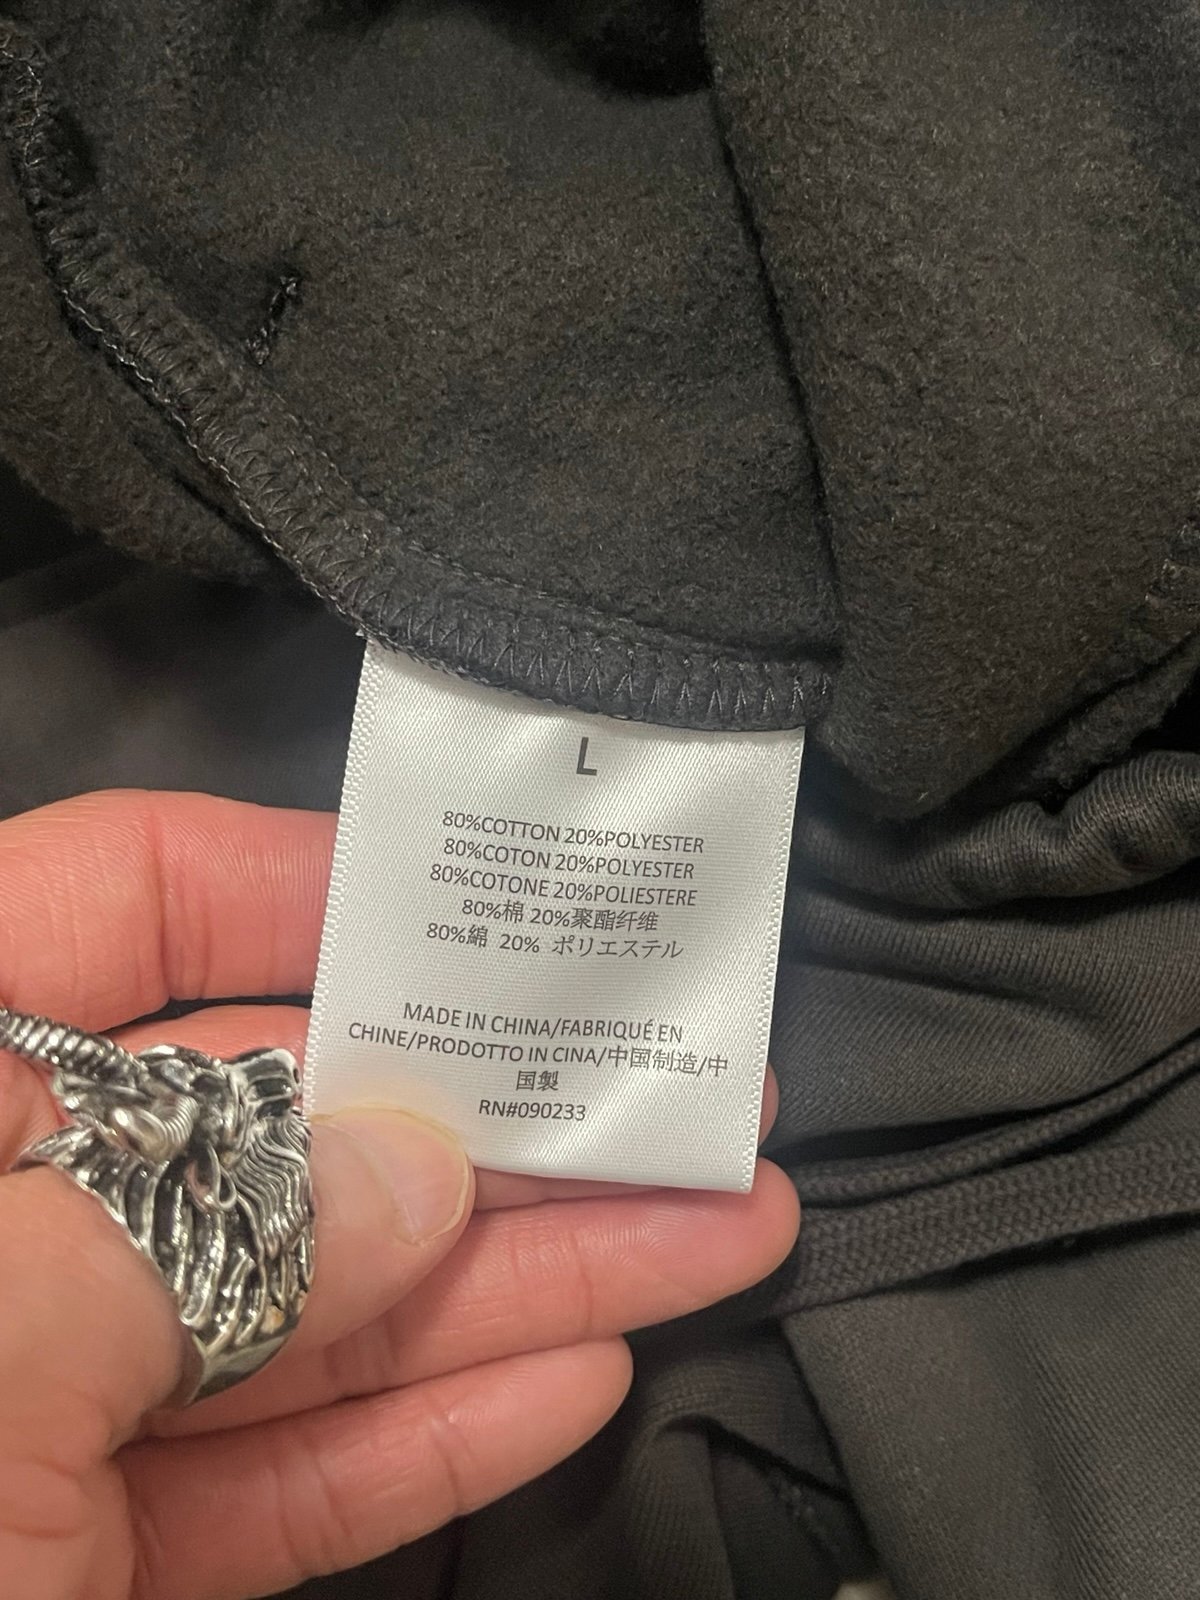 L
80%COTTON 20%POLYESTER
80%COTON 20%POLYESTER
80%COTONE 20%POLIESTERE
80%棉 20%聚酯纤维
80%綿 20% ポリエステル
MADE IN CHINA/FABRIQUÉ EN
CHINE/PRODOTTO IN CINA/中国制造/中
国製
RN#090233